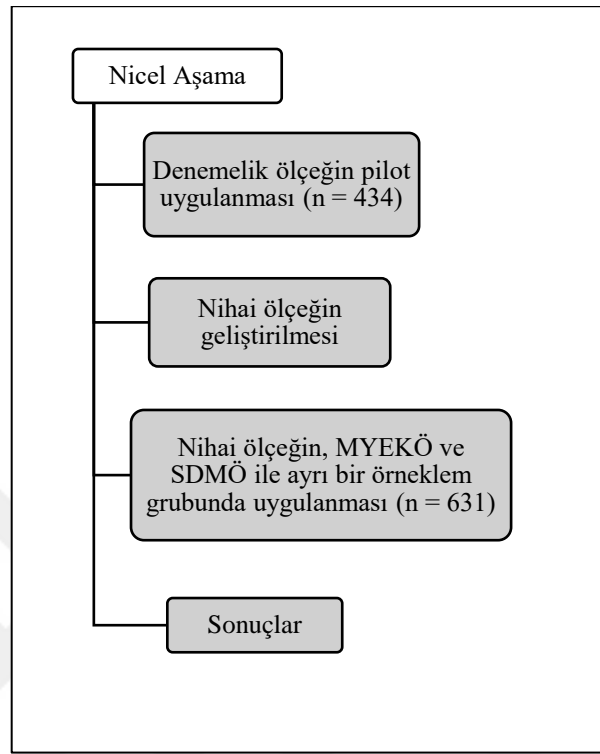 Nicel Aşama
Denemelik ölçeğin pilot
uygulanması (n = 434)
Nihai ölçeğin
geliştirilmesi
Nihai ölçeğin, MYEKÖ ve
SDMÖ ile ayrı bir örneklem
grubunda uygulanması (n = 631)
Sonuçlar